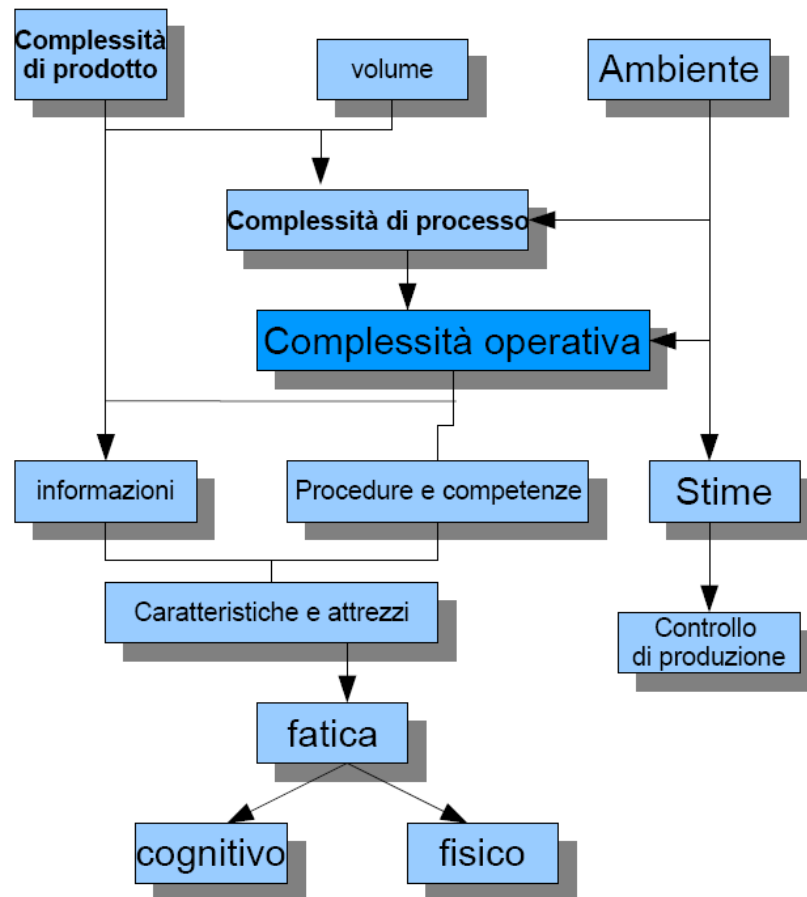 Complessità
di prodotto
volume
Ambiente
Complessità di processo
Complessità operativa
informazioni
Procedure e competenze
Stime
Caratteristiche e attrezzi
Controllo
di produzione
fatica
cognitivo
fisico